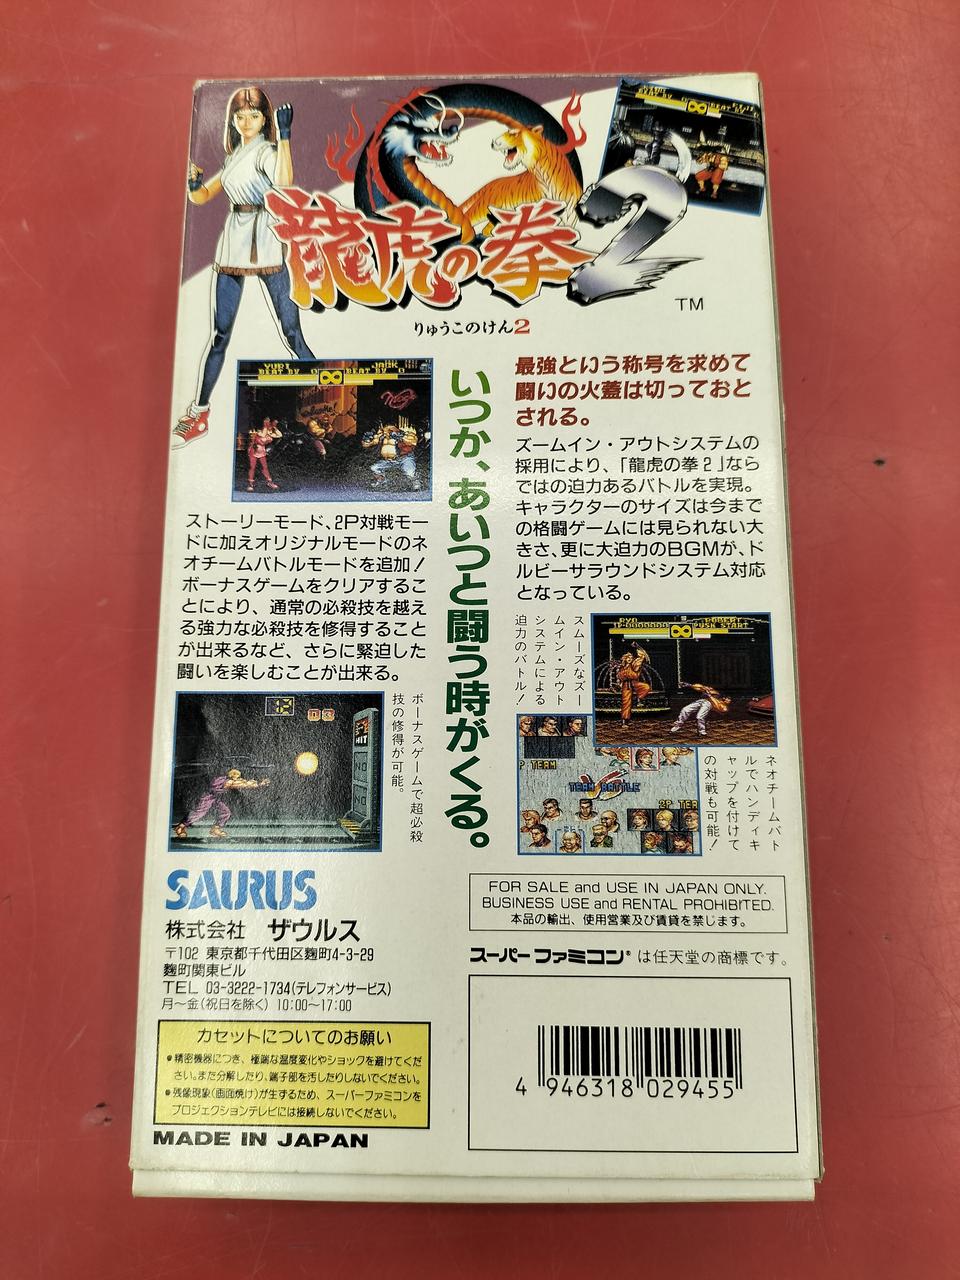 龍虎の拳2
TM
りゅうこのけん2
最強という称号を求めて
闘いの火蓋は切っておと
される。
ズームイン・アウトシステムの
採用により、「龍虎の拳2」なら
ではの迫力あるバトルを実現。
キャラクターのサイズは今まで
の格闘ゲームには見られない大
きさ、更に大迫力のBGMが、ド
ルビーサラウンドシステム対応
となっている。
いつか、あいつと闘う時がくる。
YURI
BEAT BY 0
JACK
BEAT BY 0
ストーリーモード、2P対戦モー
ドに加えオリジナルモードのネ
オチームバトルモードを追加!
ボーナスゲームをクリアするこ
とにより、通常の必殺技を越え
る強力な必殺技を修得すること
が出来るなど、さらに緊迫した
闘いを楽しむことが出来る。
スムーズなズー
ムイン・アウト
システムによる
迫力のバトル!
RYO
1P-0000000
ROBERT
PUSH START
ボーナスゲームで超必殺
技の修得が可能。
HIT
NO
NO
P TEAM
TEAM BATTLE
2P TEA
ネオチームバト
ルでハンディキ
ャップを付けて
の対戦も可能!
SAURUS
株式会社 ザウルス
〒102 東京都千代田区麹町4-3-29
麹町関東ビル
TEL 03-3222-1734(テレフォンサービス)
月〜金(祝日を除く) 10:00〜17:00
カセットについてのお願い
●精密機器につき、極端な温度変化やショックを避けてくだ
さい。また分解したり、端子部を汚したりしないでください。
●残像現象(画面焼け)が生ずるため、スーパーファミコンを
プロジェクションテレビには接続しないでください。
MADE IN JAPAN
FOR SALE and USE IN JAPAN ONLY.
BUSINESS USE and RENTAL PROHIBITED.
本品の輸出、使用営業及び賃貸を禁じます。
スーパーファミコン®は任天堂の商標です。
4 946318 029455